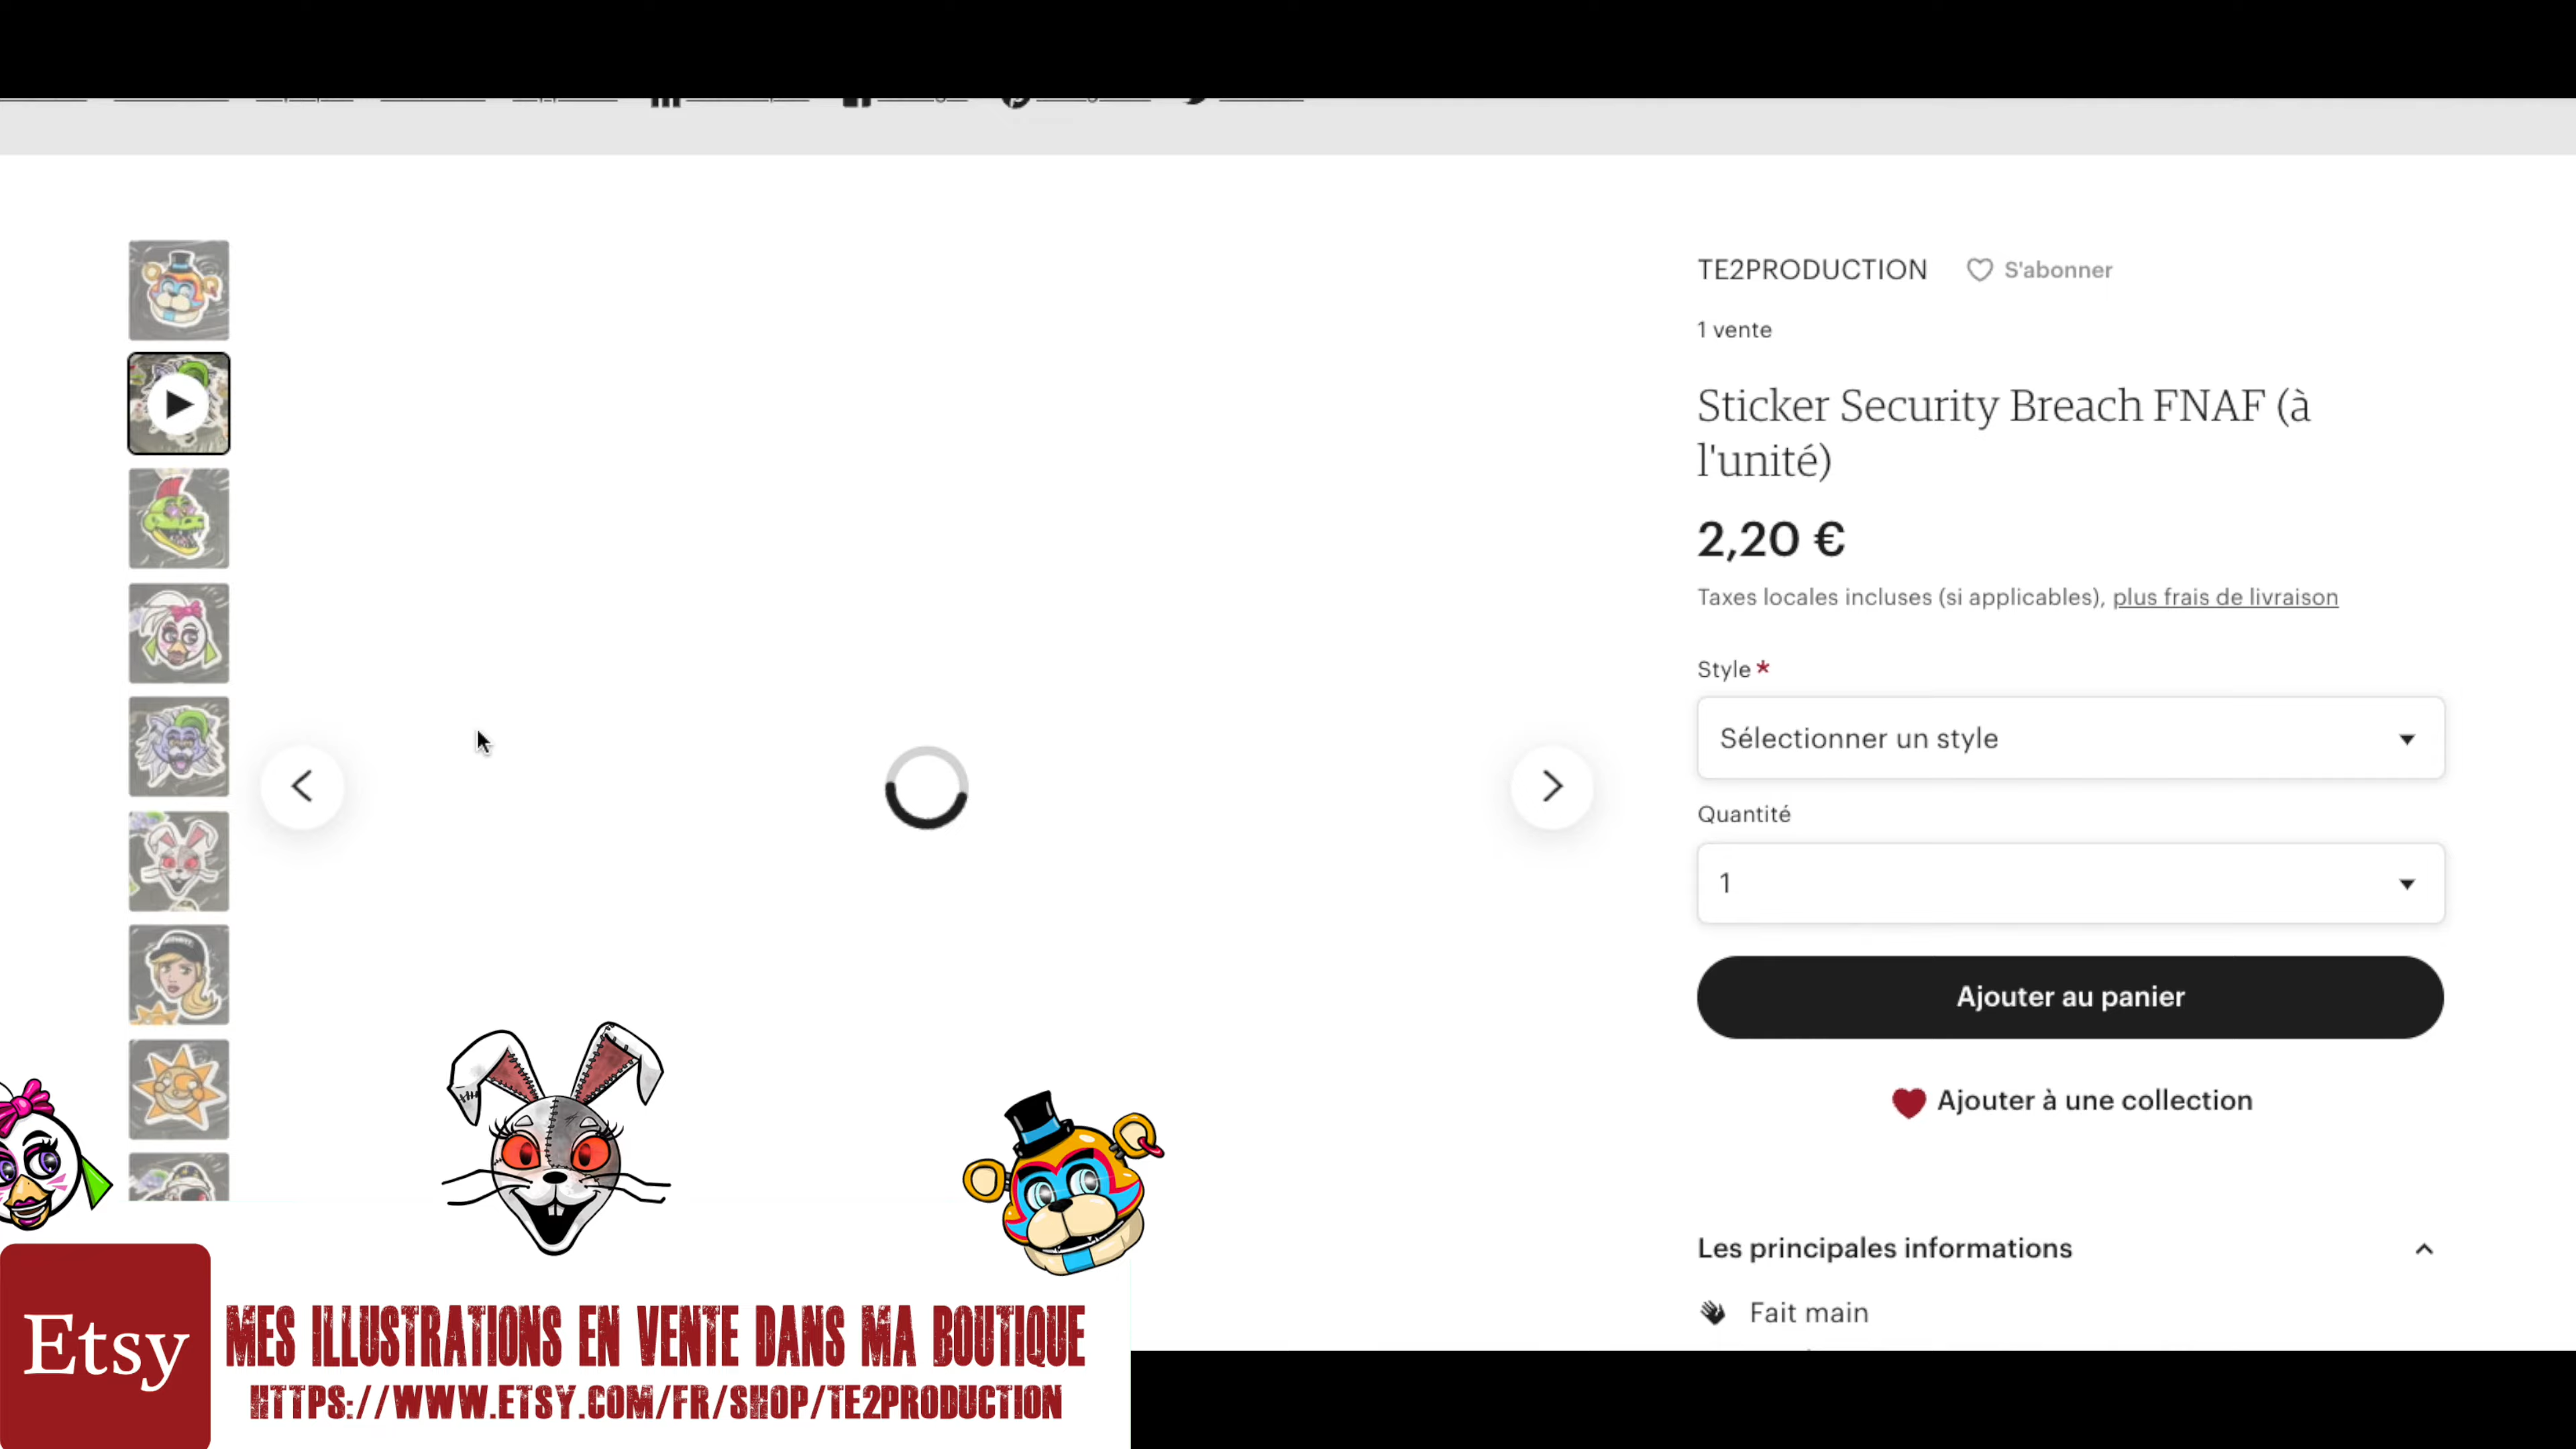 TE2PRODUCTION S'abonner
1 vente
Sticker Security Breach FNAF (à
l'unité)
2,20 €
Taxes locales incluses (si applicables), plus frais de livraison
Style *
Sélectionner un style
Quantité
1
Ajouter au panier
Ajouter à une collection
Les principales informations
Fait main
Etsy
MES ILLUSTRATIONS EN VENTE DANS MA BOUTIQUE
HTTPS://WWW.ETSY.COM/FR/SHOP/TE2PRODUCTION